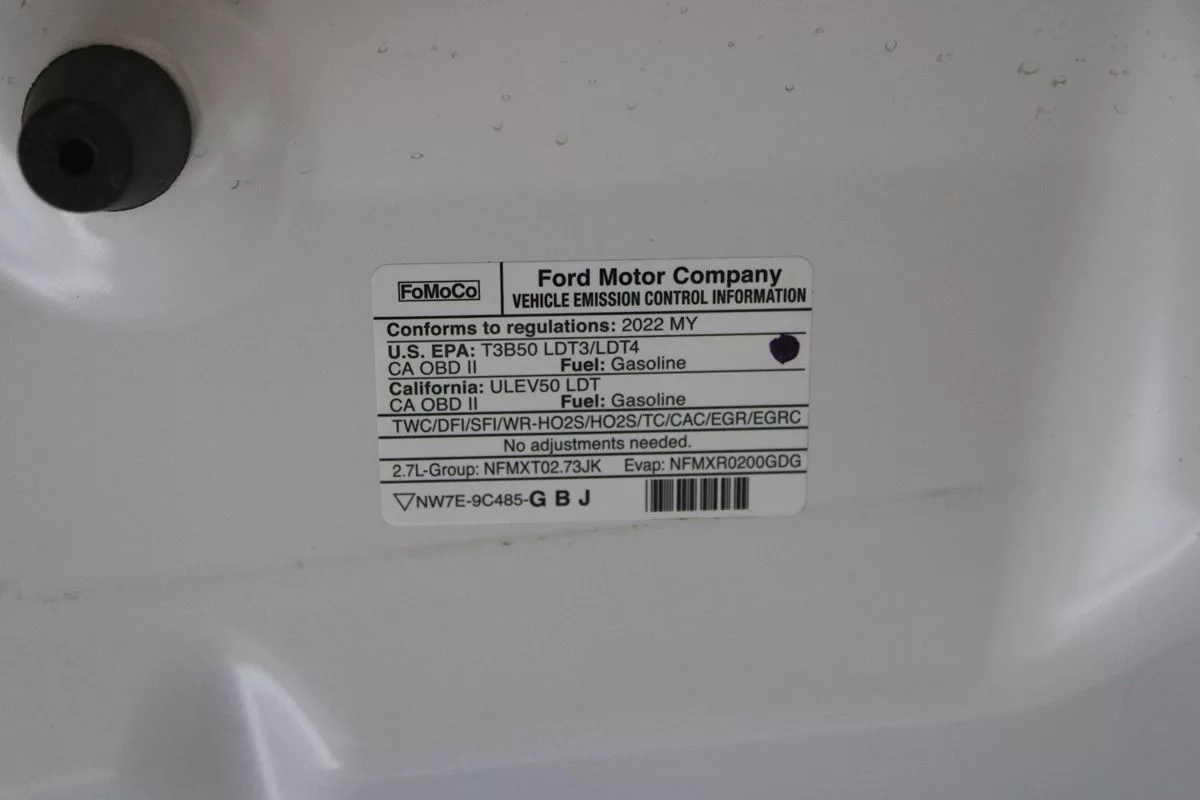 FoMoCo
Ford Motor Company
VEHICLE EMISSION CONTROL INFORMATION
Conforms to regulations: 2022 MY
U.S. EPA: T3B50 LDT3/LDT4
CA OBD II Fuel: Gasoline
California: ULEV50 LDT
CA OBD II Fuel: Gasoline
TWC/DFI/SFI/WR-HO2S/HO2S/TC/CAC/EGR/EGRC
No adjustments needed.
2.7L-Group: NFMXT02.73JK Evap: NFMXR0200GDG
▽NW7E-9C485-G B J